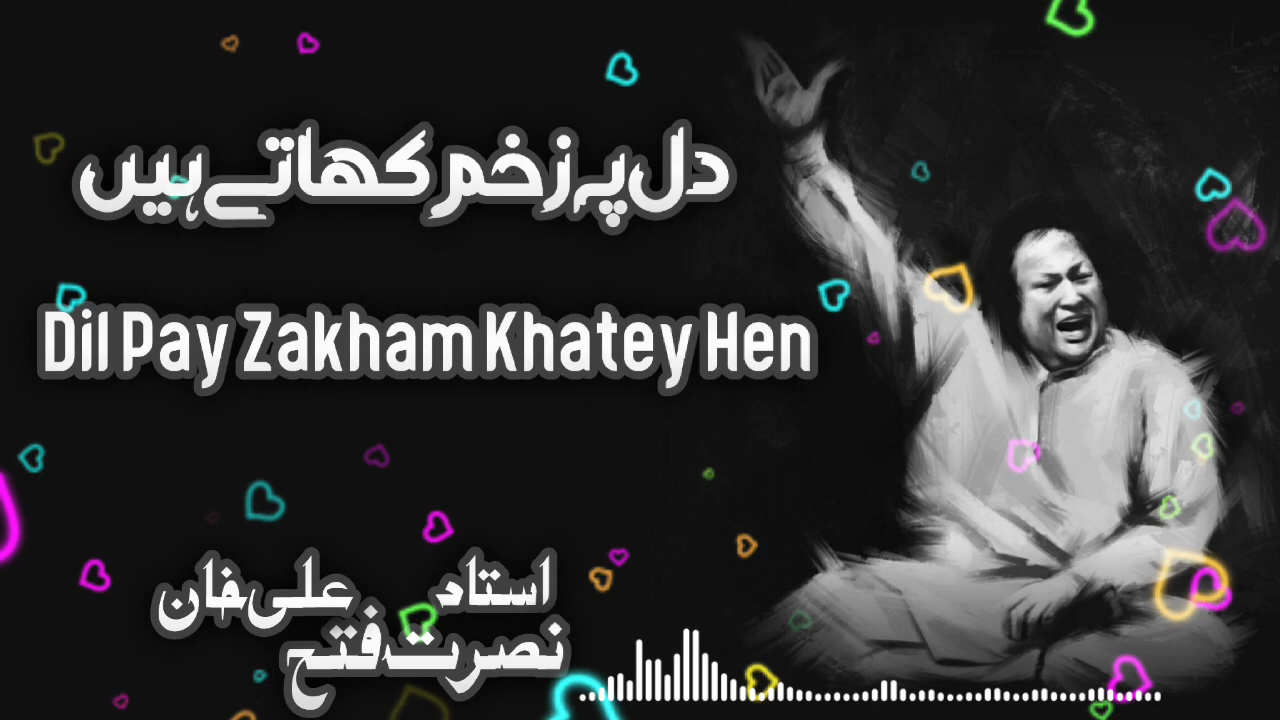 دل پہ زخم کھاتے ہیں
Dil Pay Zakham Khatey Hen
استاد
نصرت فتح
علی خان